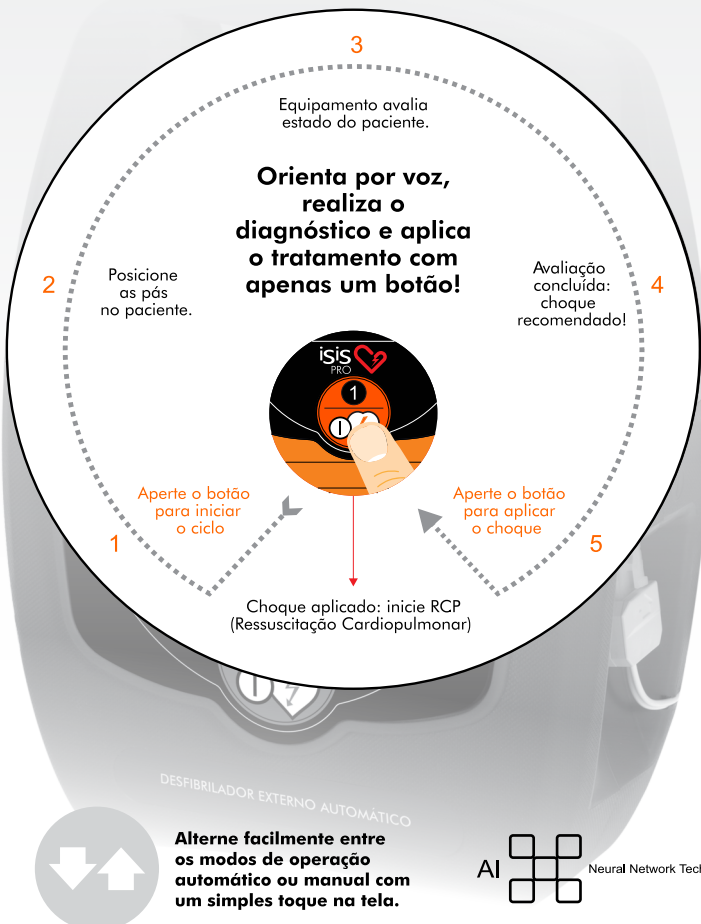 3
Equipamento avalia
estado do paciente.
Orienta por voz,
realiza o
diagnóstico e aplica
o tratamento com
apenas um botão!
2
Posicione
as pás
no paciente.
Avaliação
concluída:
choque
recomendado!
4
isis
PRO
1
Aperte o botão
para iniciar
o ciclo
1
Aperte o botão
para aplicar
o choque
5
Choque aplicado: inicie RCP
(Ressuscitação Cardiopulmonar)
DESFIBRILADOR EXTERNO AUTOMÁTICO
Alterne facilmente entre
os modos de operação
automático ou manual com
um simples toque na tela.
AI
Neural Network Tech